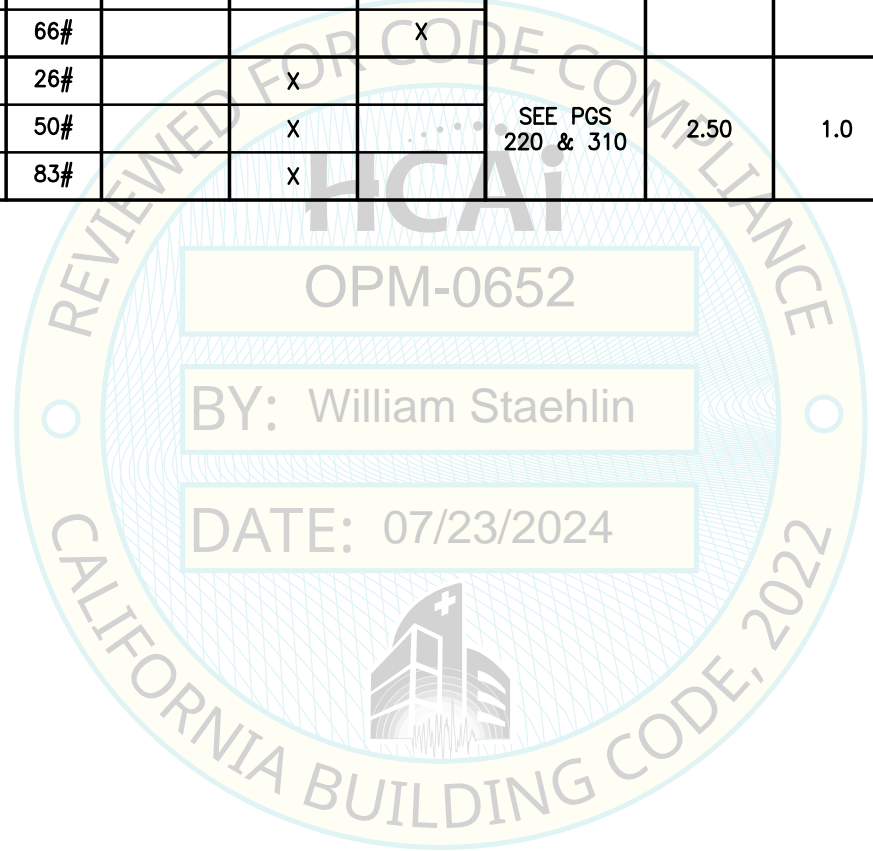 66# X
26# X
50# X SEE PGS 220 & 310 2.50 1.0
83# X
REVIEWED FOR CODE COMPLIANCE
HCAi
OPM-0652
BY: William Staehlin
DATE: 07/23/2024
CALIFORNIA BUILDING CODE, 2022